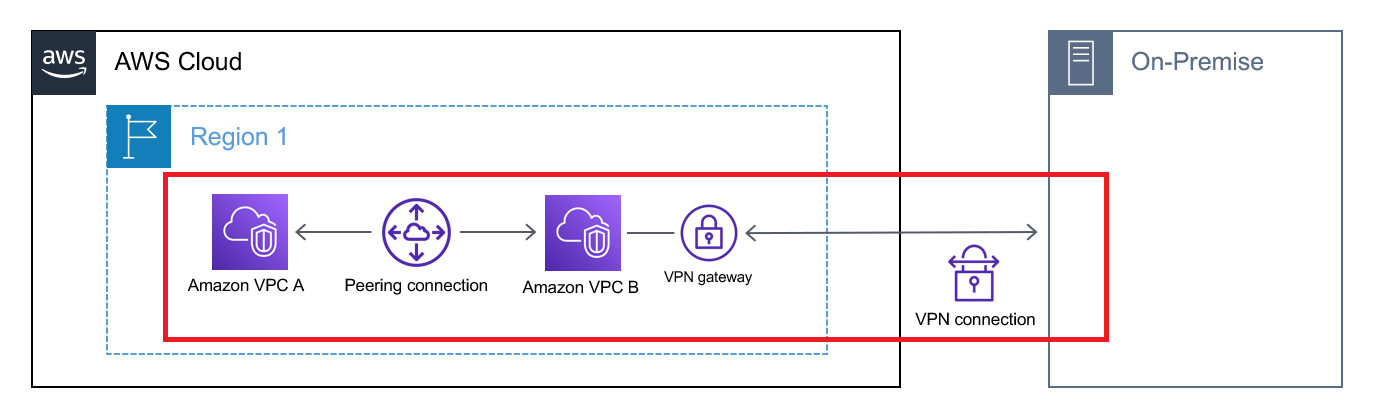 aws
AWS Cloud
On-Premise
Region 1
Amazon VPC A
Peering connection
Amazon VPC B
VPN gateway
VPN connection